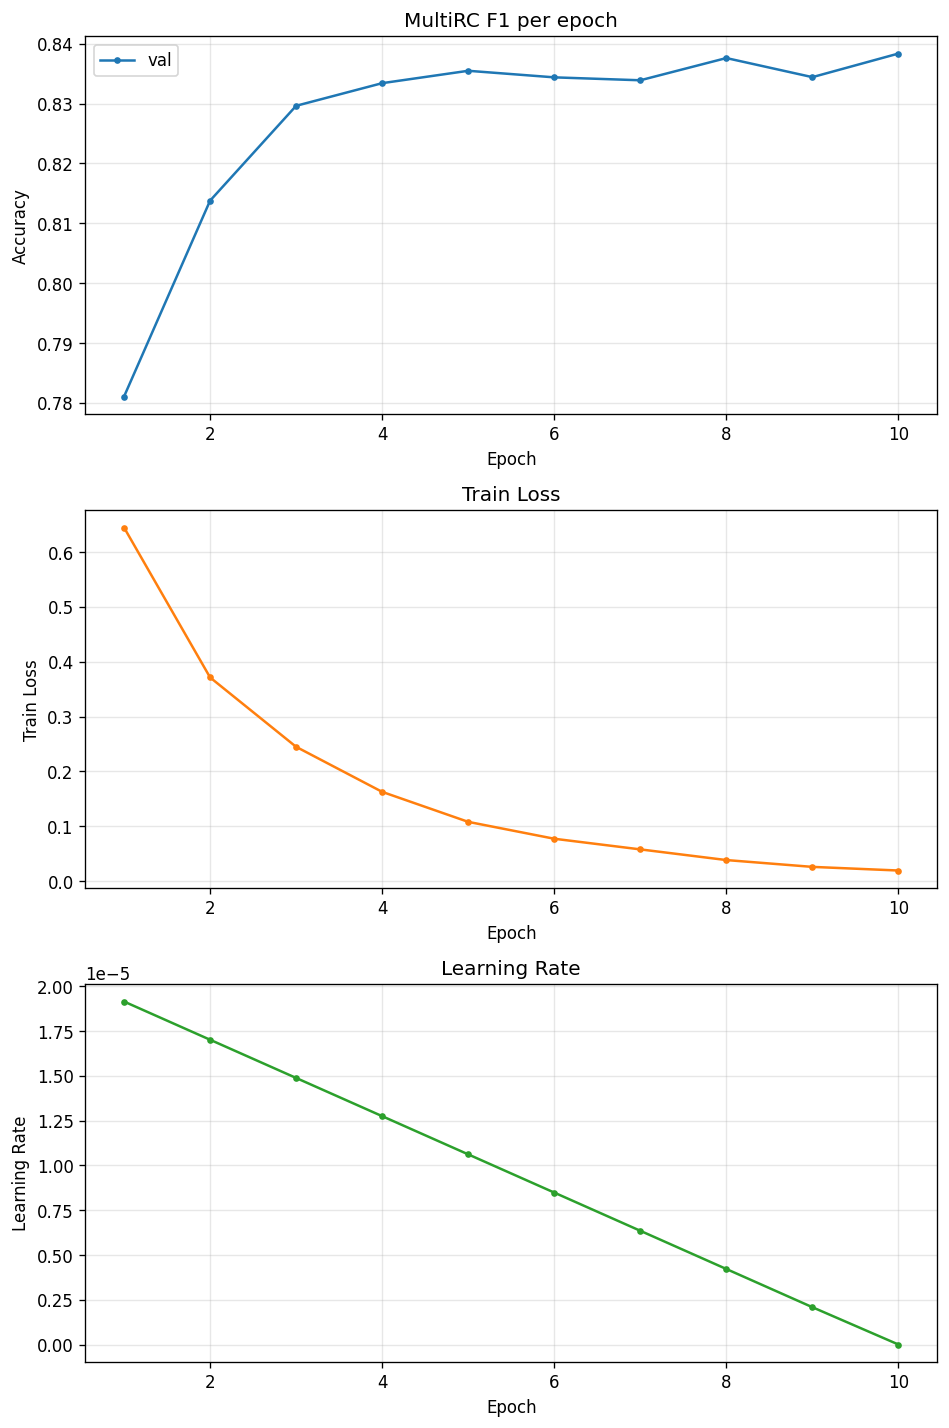 MultiRC F1 per epoch
val
0.84
0.83
0.82
0.81
0.80
0.79
0.78
Accuracy
2 4 6 8 10
Epoch
Train Loss
0.6
0.5
0.4
0.3
0.2
0.1
0.0
Train Loss
2 4 6 8 10
Epoch
Learning Rate
1e−5
2.00
1.75
1.50
1.25
1.00
0.75
0.50
0.25
0.00
Learning Rate
2 4 6 8 10
Epoch